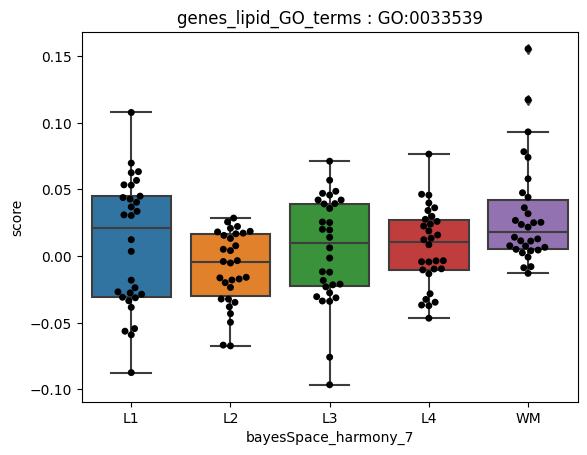 genes_lipid_GO_terms : GO:0033539
0.15
0.10
0.05
0.00
−0.05
−0.10
score
L1 L2 L3 L4 WM
bayesSpace_harmony_7